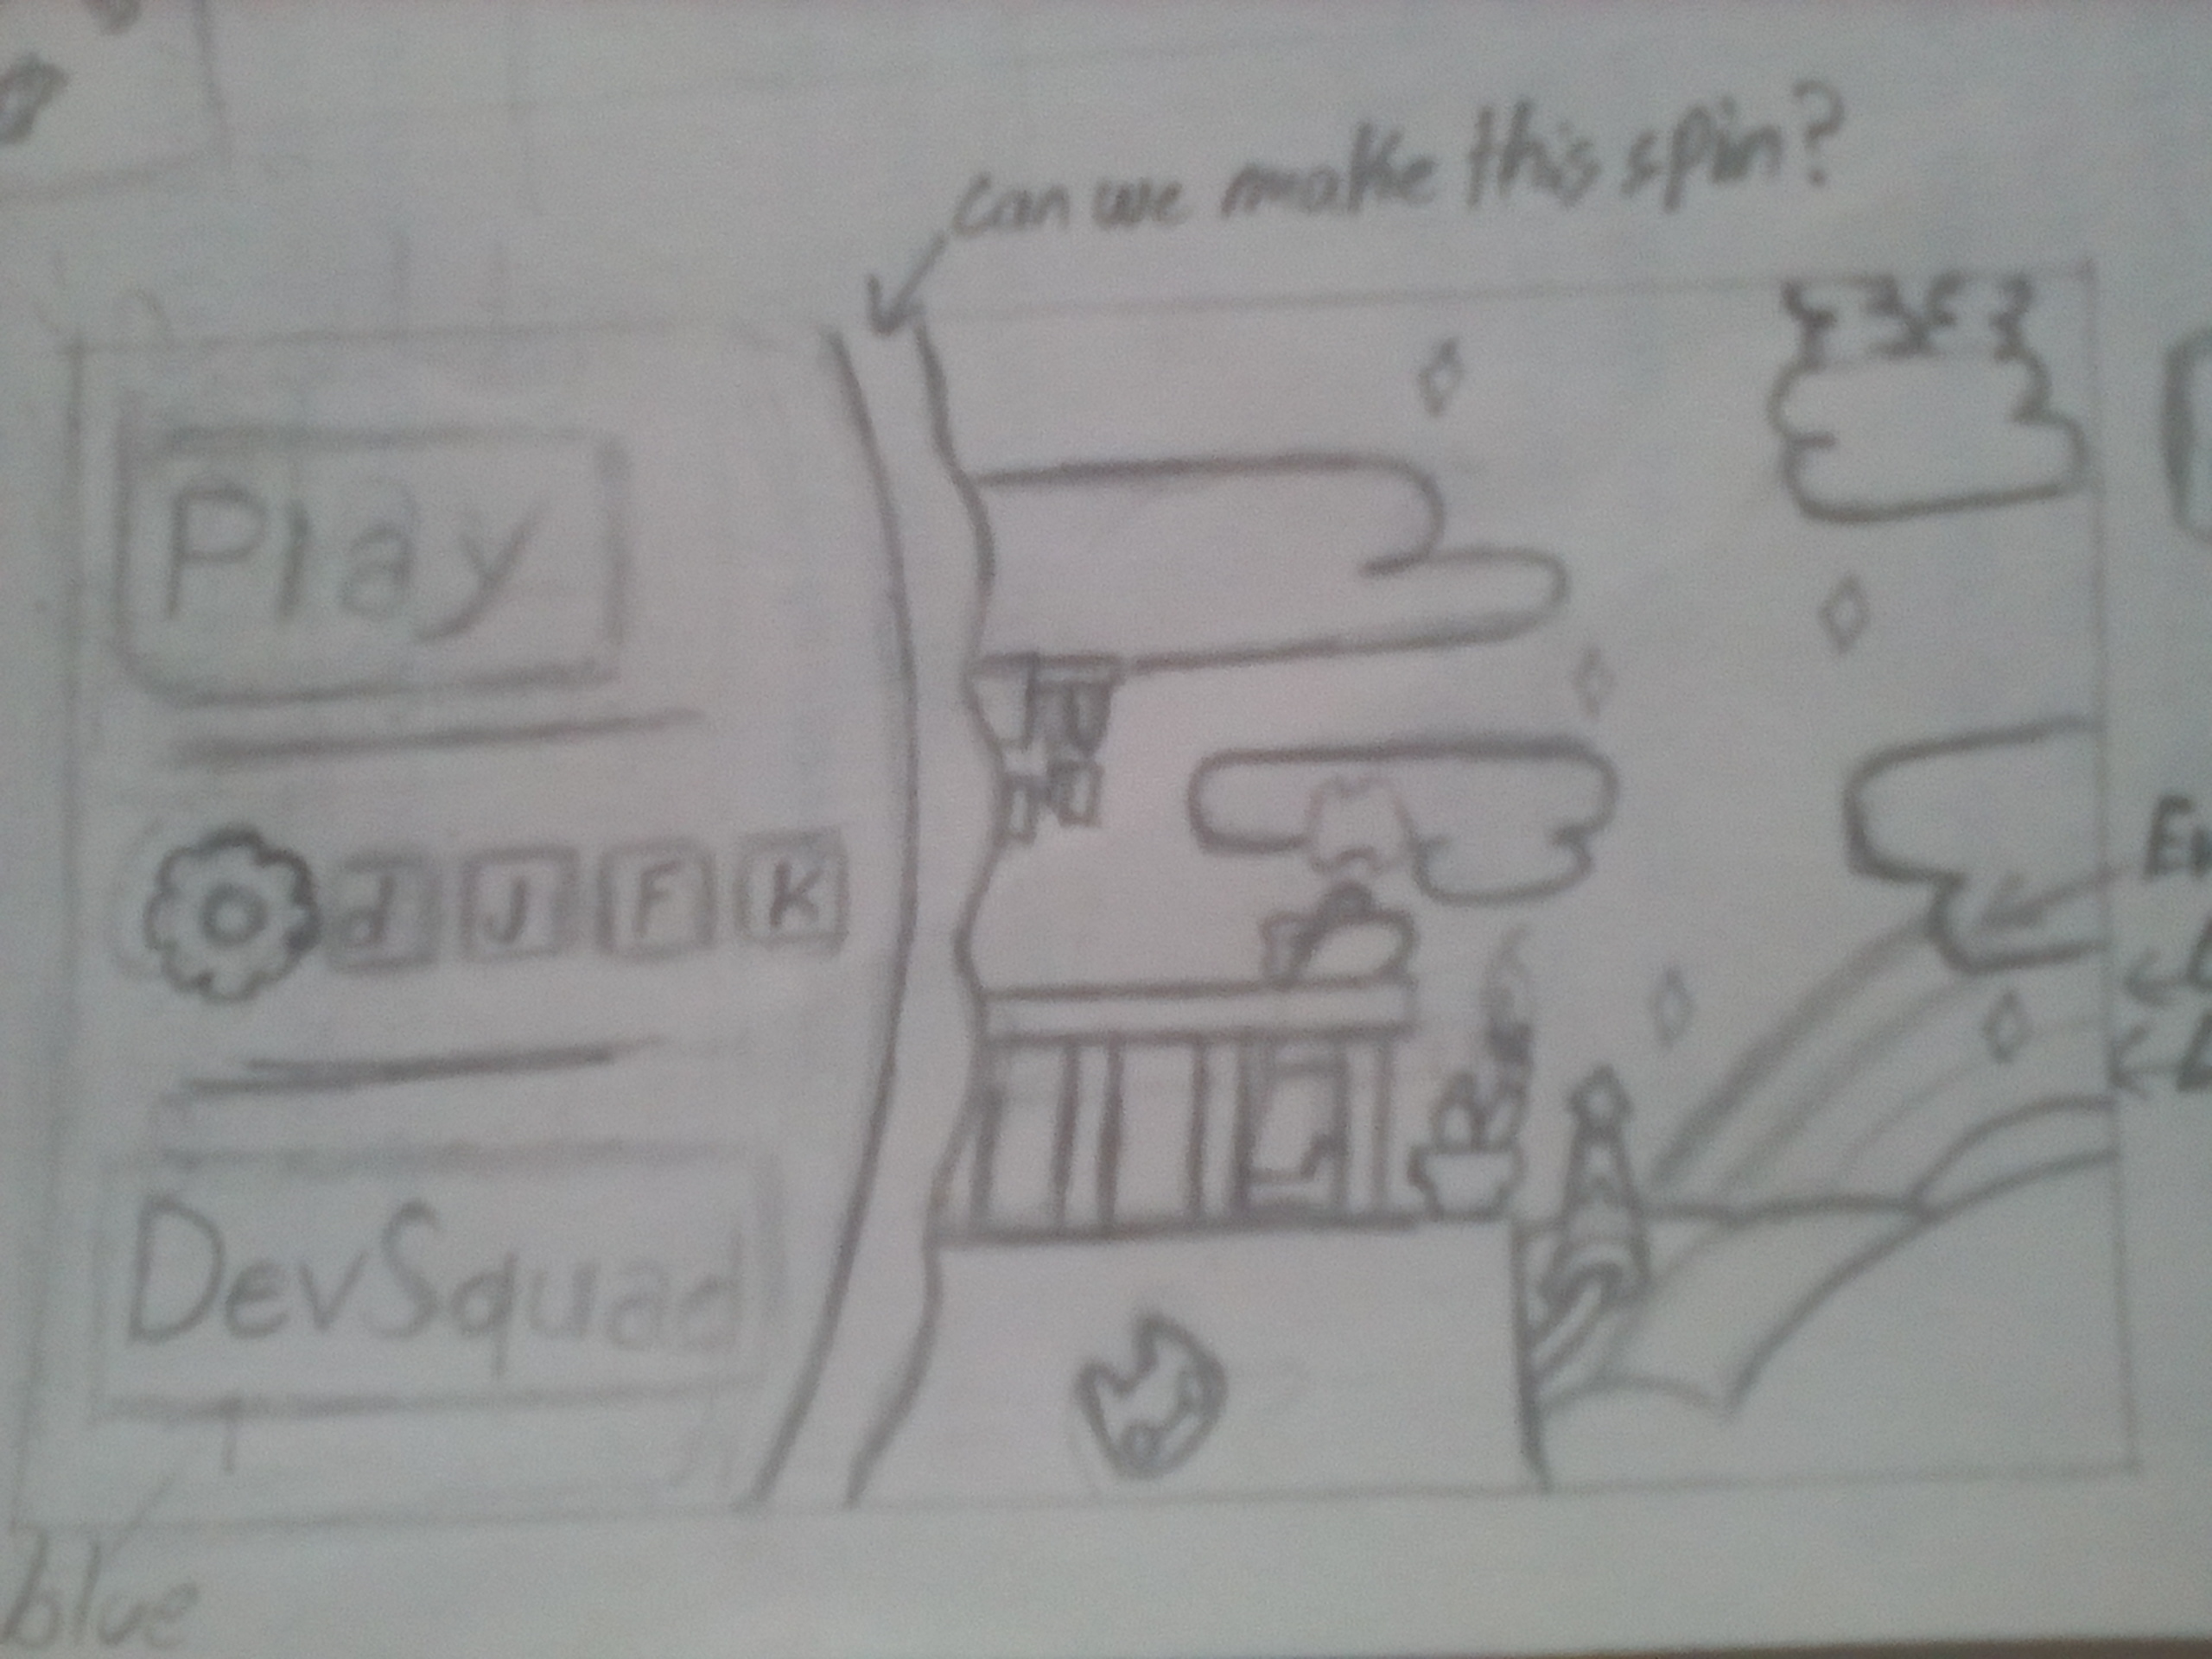 can we make this spin?
Play
d J F K
DevSquad
blue